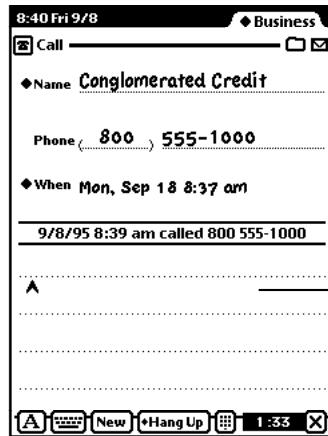 8:40 Fri 9/8 ◆Business
Call
◆Name Conglomerated Credit
Phone ( 800 ) 555-1000
◆When Mon, Sep 18 8:37 am
9/8/95 8:39 am called 800 555-1000
A New ◆Hang Up 1:33 X